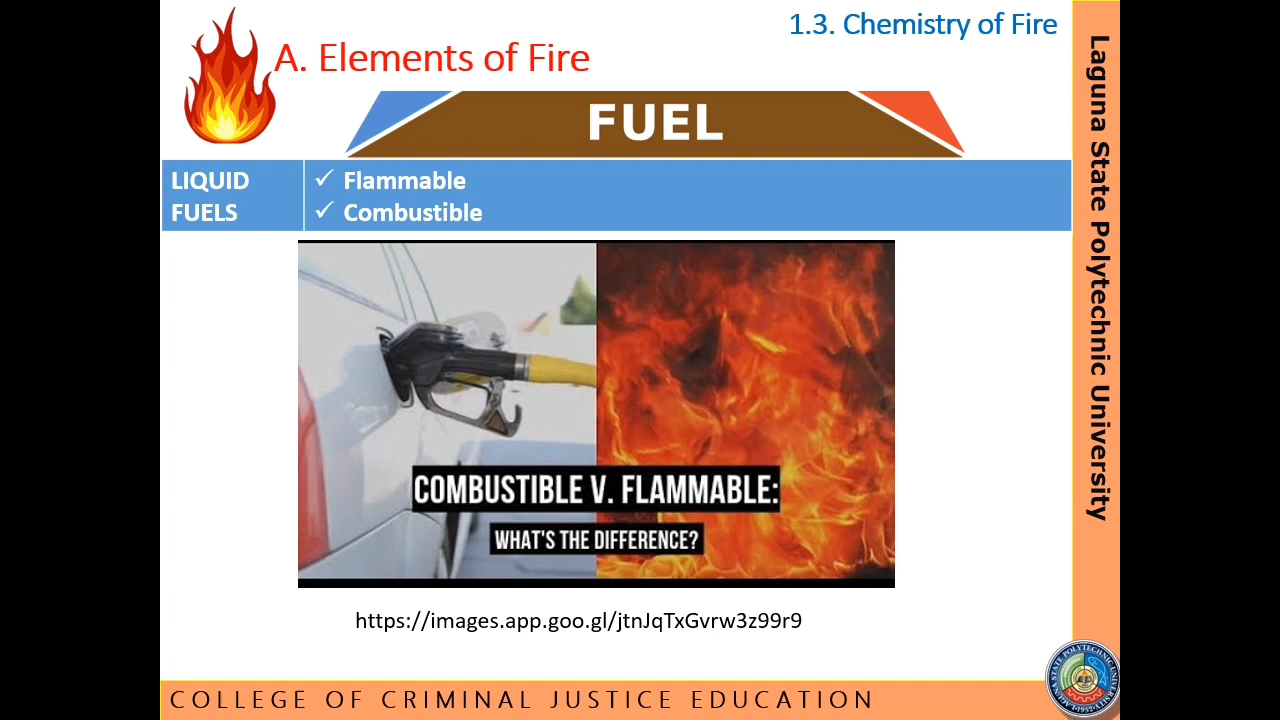 1.3. Chemistry of Fire
A. Elements of Fire
FUEL
LIQUID
FUELS
✓ Flammable
✓ Combustible
COMBUSTIBLE V. FLAMMABLE:
WHAT'S THE DIFFERENCE?
https://images.app.goo.gl/jtnJqTxGvrw3z99r9
COLLEGE OF CRIMINAL JUSTICE EDUCATION
Laguna State Polytechnic University